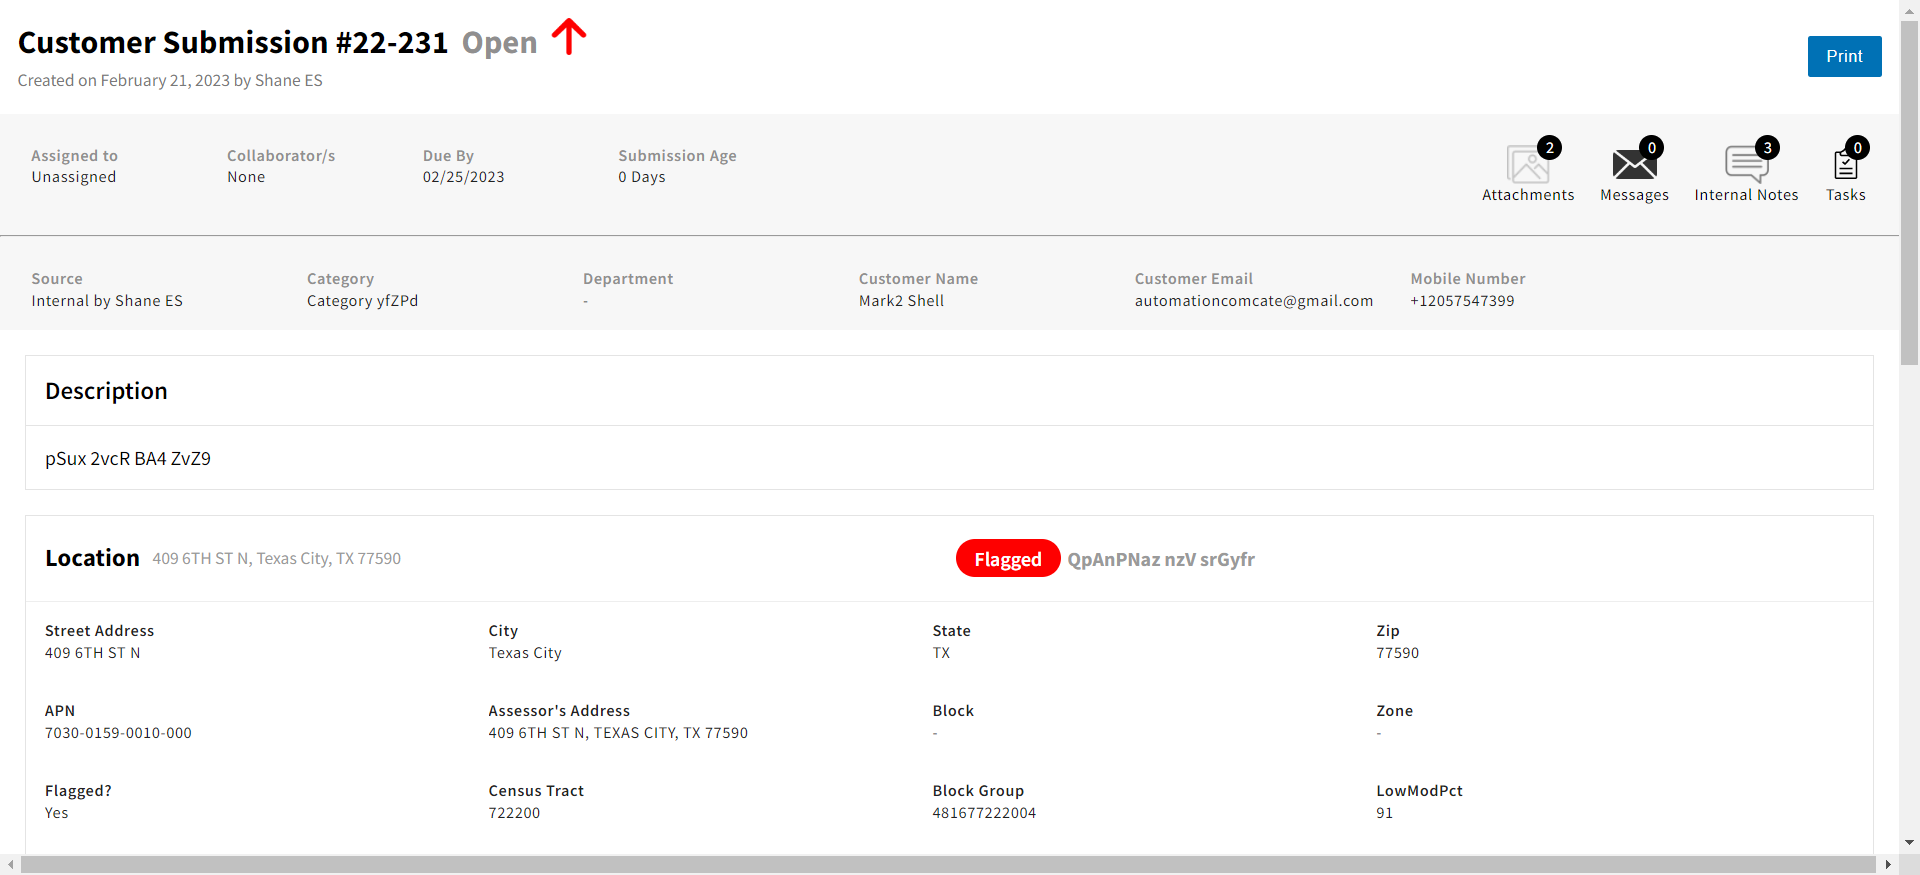 Customer Submission #22-231 Open
Created on February 21, 2023 by Shane ES
Print
Assigned to
Unassigned
Collaborator/s
None
Due By
02/25/2023
Submission Age
0 Days
2
Attachments
0
Messages
3
Internal Notes
0
Tasks
Source
Internal by Shane ES
Category
Category yfZPd
Department
-
Customer Name
Mark2 Shell
Customer Email
automationcomcate@gmail.com
Mobile Number
+12057547399
Description
pSux 2vcR BA4 ZvZ9
Location 409 6TH ST N, Texas City, TX 77590
Flagged QpAnPNaz nzV srGyfr
Street Address
409 6TH ST N
City
Texas City
State
TX
Zip
77590
APN
7030-0159-0010-000
Assessor's Address
409 6TH ST N, TEXAS CITY, TX 77590
Block
-
Zone
-
Flagged?
Yes
Census Tract
722200
Block Group
481677222004
LowModPct
91